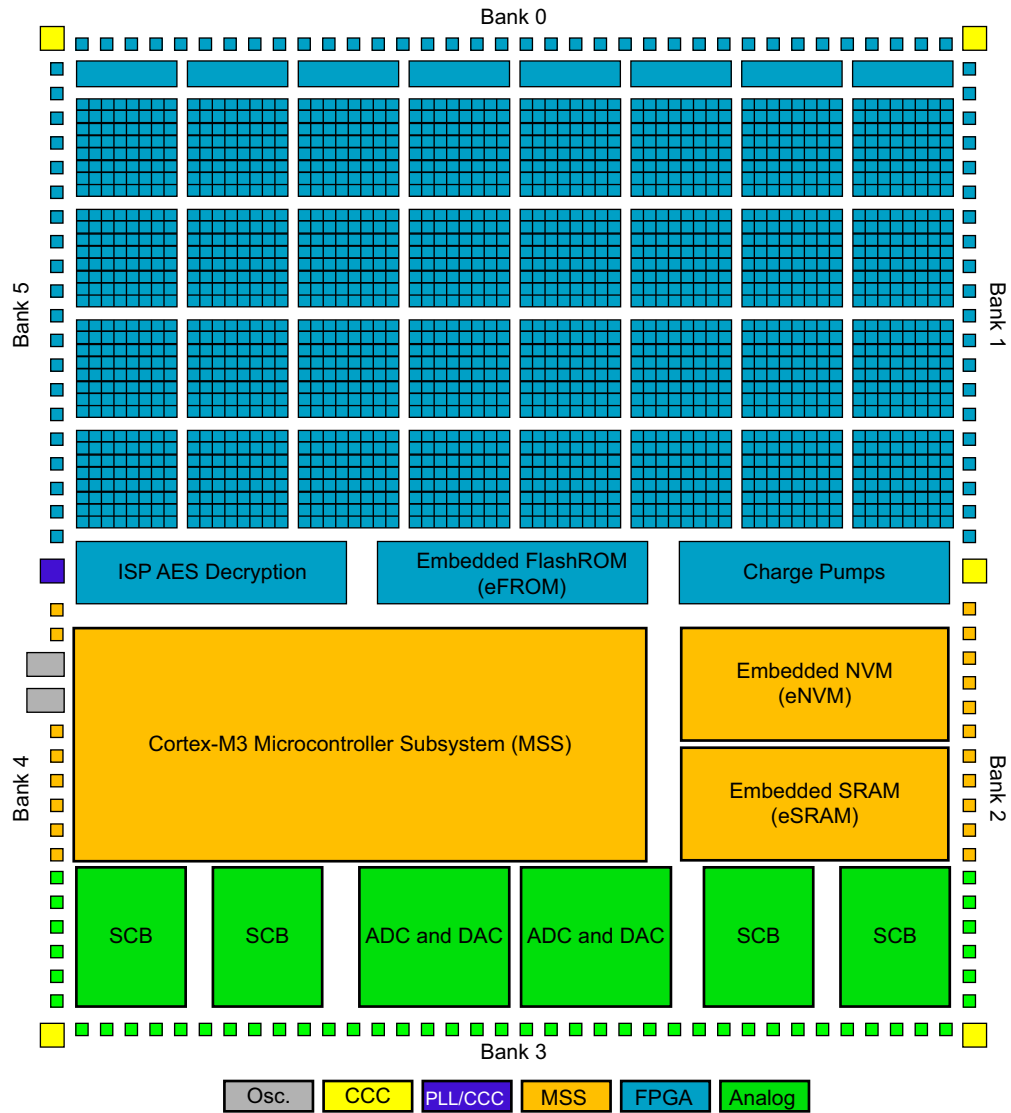 Bank 0
Bank 5
Bank 1
ISP AES Decryption
Embedded FlashROM
(eFROM)
Charge Pumps
Cortex-M3 Microcontroller Subsystem (MSS)
Embedded NVM
(eNVM)
Embedded SRAM
(eSRAM)
Bank 4
Bank 2
SCB
SCB
ADC and DAC
ADC and DAC
SCB
SCB
Bank 3
Osc.
CCC
PLL/CCC
MSS
FPGA
Analog